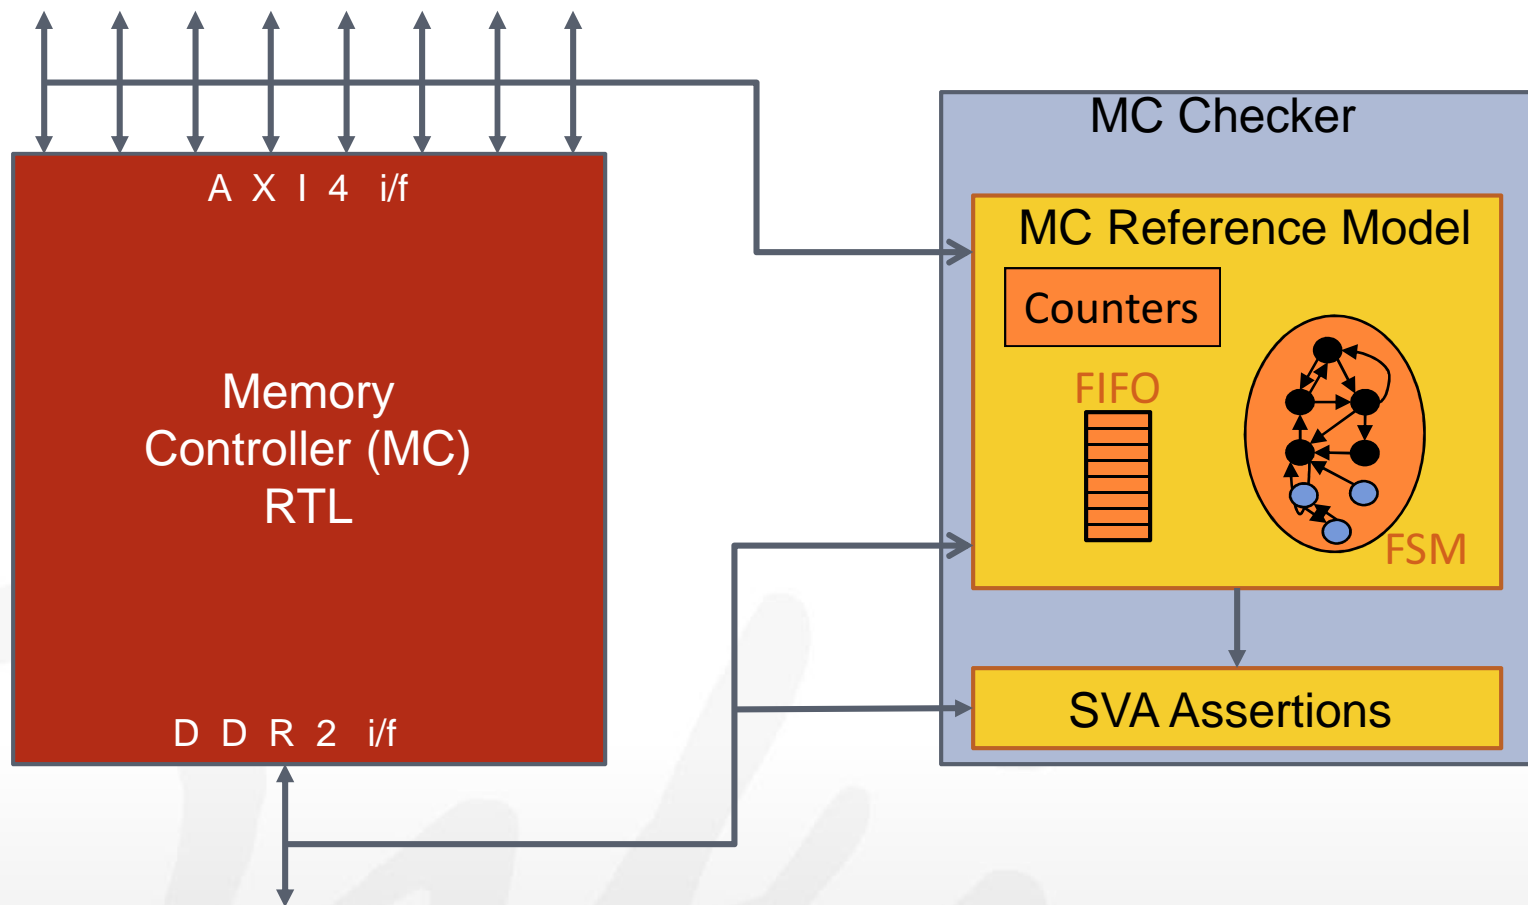 A X I 4 i/f
Memory
Controller (MC)
RTL
D D R 2 i/f
MC Checker
MC Reference Model
Counters
FIFO
FSM
SVA Assertions